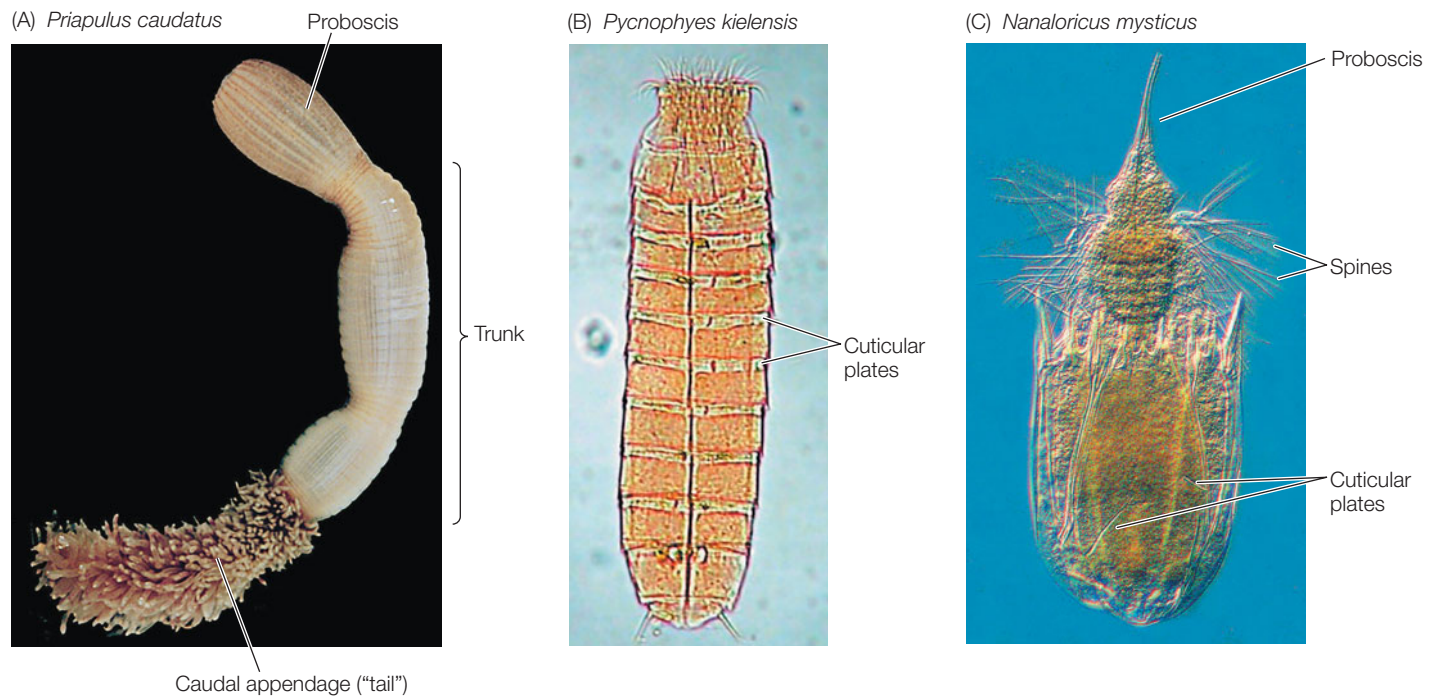 (A) Priapulus caudatus
Proboscis
Trunk
Caudal appendage (“tail”)
(B) Pycnophyes kielensis
Cuticular
plates
(C) Nanaloricus mysticus
Proboscis
Spines
Cuticular
plates